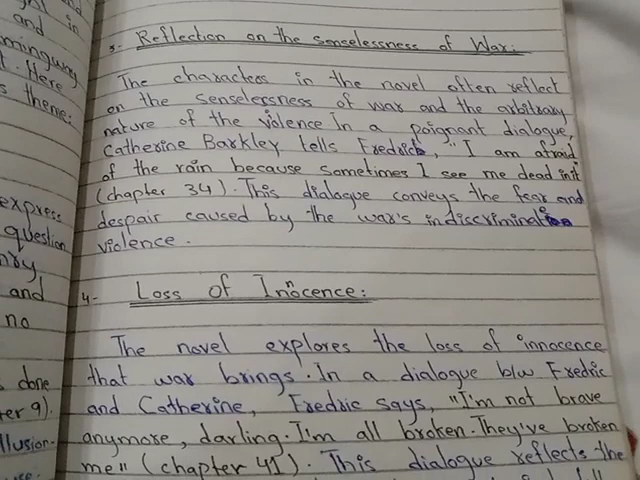 and
mingway
t. Here
s theme:
express
question
and
no
done
ter 9).
llusion.
3- Reflection on the senselessness of War:
The characters in the novel often reflect
on the senselessness of war and the arbitrary
nature of the violence In a poignant dialogue,
Catherine Barkley tells Fredrick, "I am afraid
of the rain because sometimes I see me dead in it
(chapter 34). This dialogue conveys the fear and
despair caused by the war's indiscriminate
violence.
4- Loss of Innocence:
The novel explores the loss of innocence
that war brings. In a dialogue b/w Fredric
and Catherine, Fredric says, "I'm not brave
anymore, darling. I'm all broken. They've broken
me" (chapter 41). This dialogue reflects the